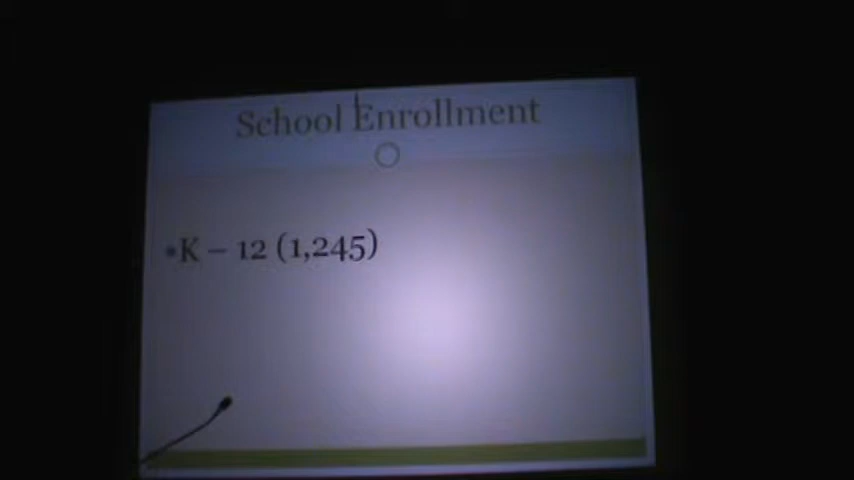 School Enrollment
•K – 12 (1,245)